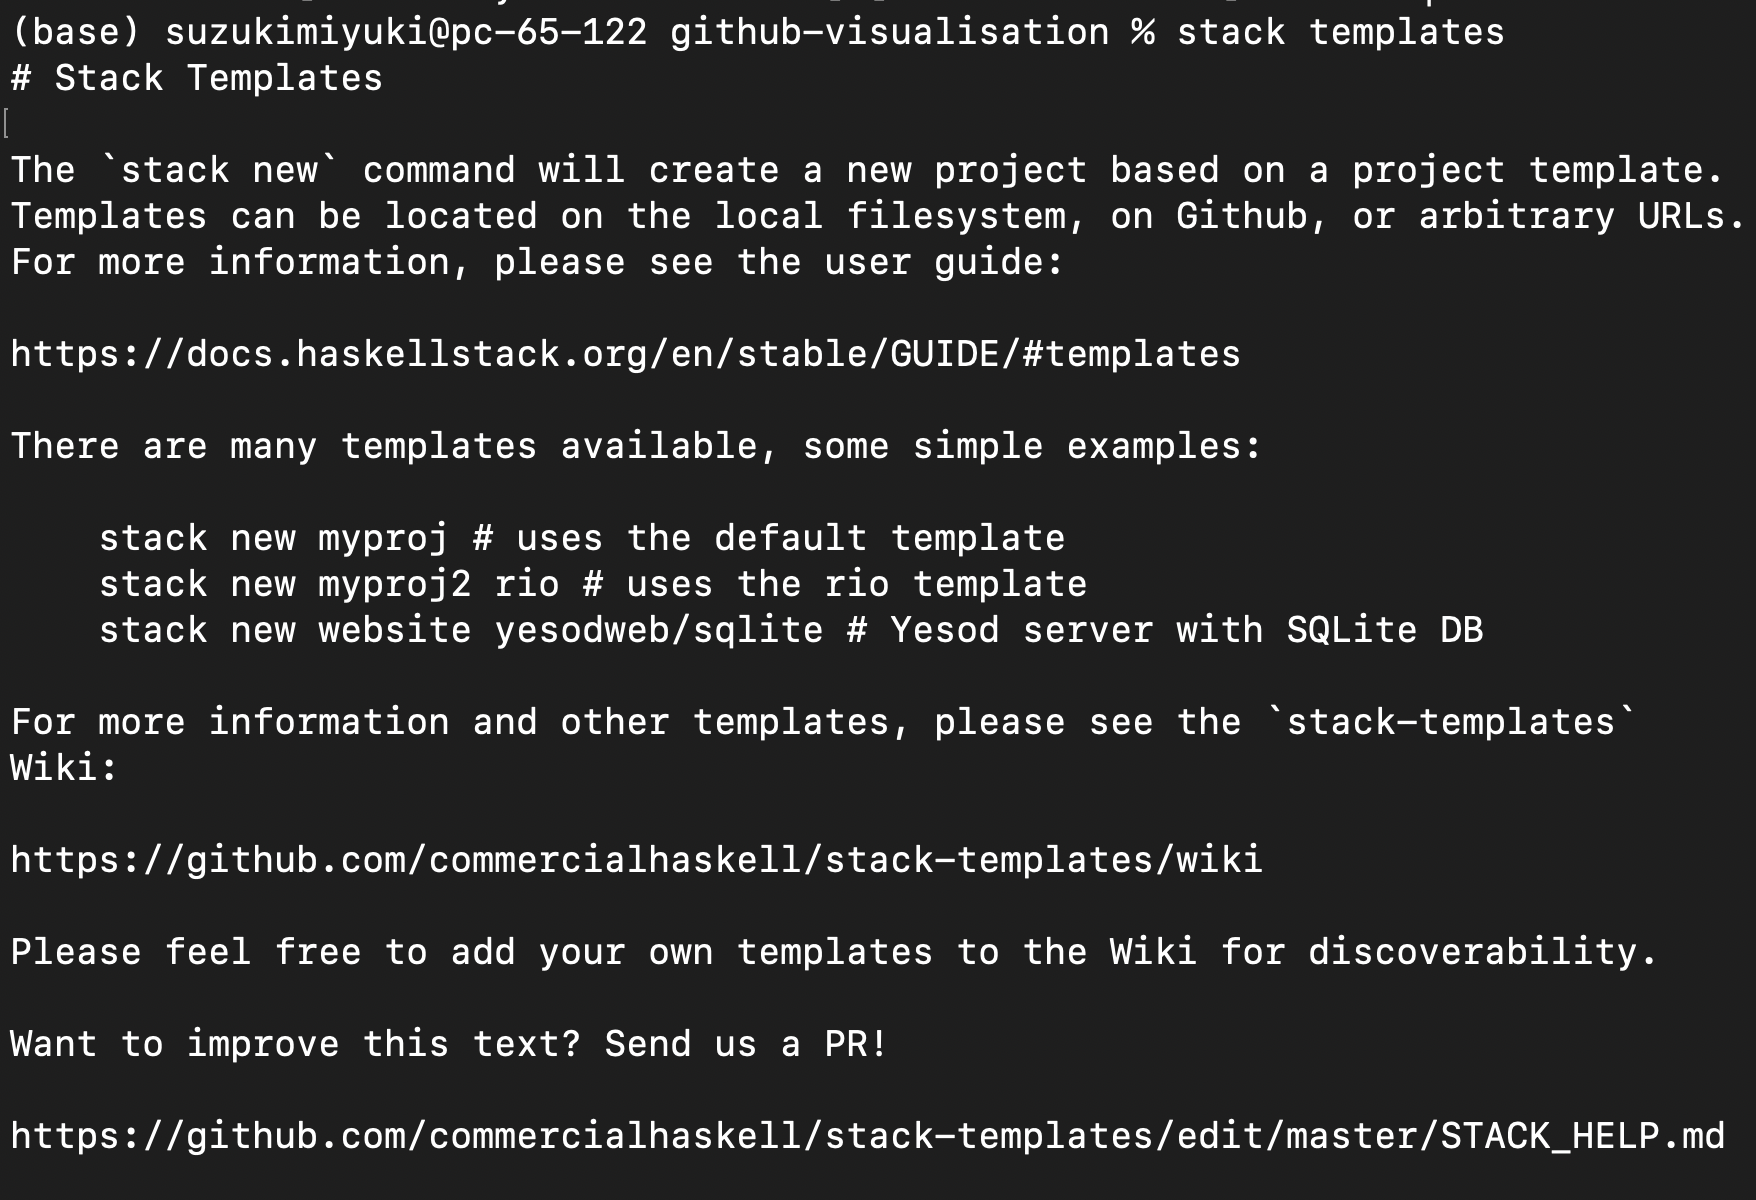 (base) suzukimiyuki@pc-65-122 github-visualisation % stack templates
# Stack Templates
[
The `stack new` command will create a new project based on a project template.
Templates can be located on the local filesystem, on Github, or arbitrary URLs.
For more information, please see the user guide:
https://docs.haskellstack.org/en/stable/GUIDE/#templates
There are many templates available, some simple examples:
    stack new myproj # uses the default template
    stack new myproj2 rio # uses the rio template
    stack new website yesodweb/sqlite # Yesod server with SQLite DB
For more information and other templates, please see the `stack-templates`
Wiki:
https://github.com/commercialhaskell/stack-templates/wiki
Please feel free to add your own templates to the Wiki for discoverability.
Want to improve this text? Send us a PR!
https://github.com/commercialhaskell/stack-templates/edit/master/STACK_HELP.md